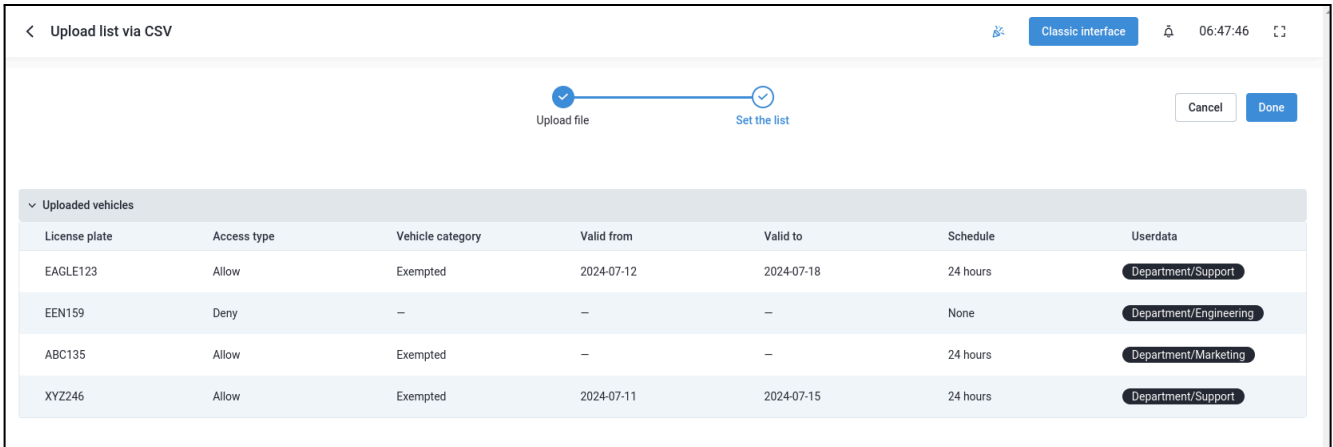 Upload list via CSV
Classic interface
06:47:46
Upload file
Set the list
Cancel
Done
Uploaded vehicles
License plate Access type Vehicle category Valid from Valid to Schedule Userdata
EAGLE123 Allow Exempted 2024-07-12 2024-07-18 24 hours Department/Support
EEN159 Deny – – – None Department/Engineering
ABC135 Allow Exempted – – 24 hours Department/Marketing
XYZ246 Allow Exempted 2024-07-11 2024-07-15 24 hours Department/Support